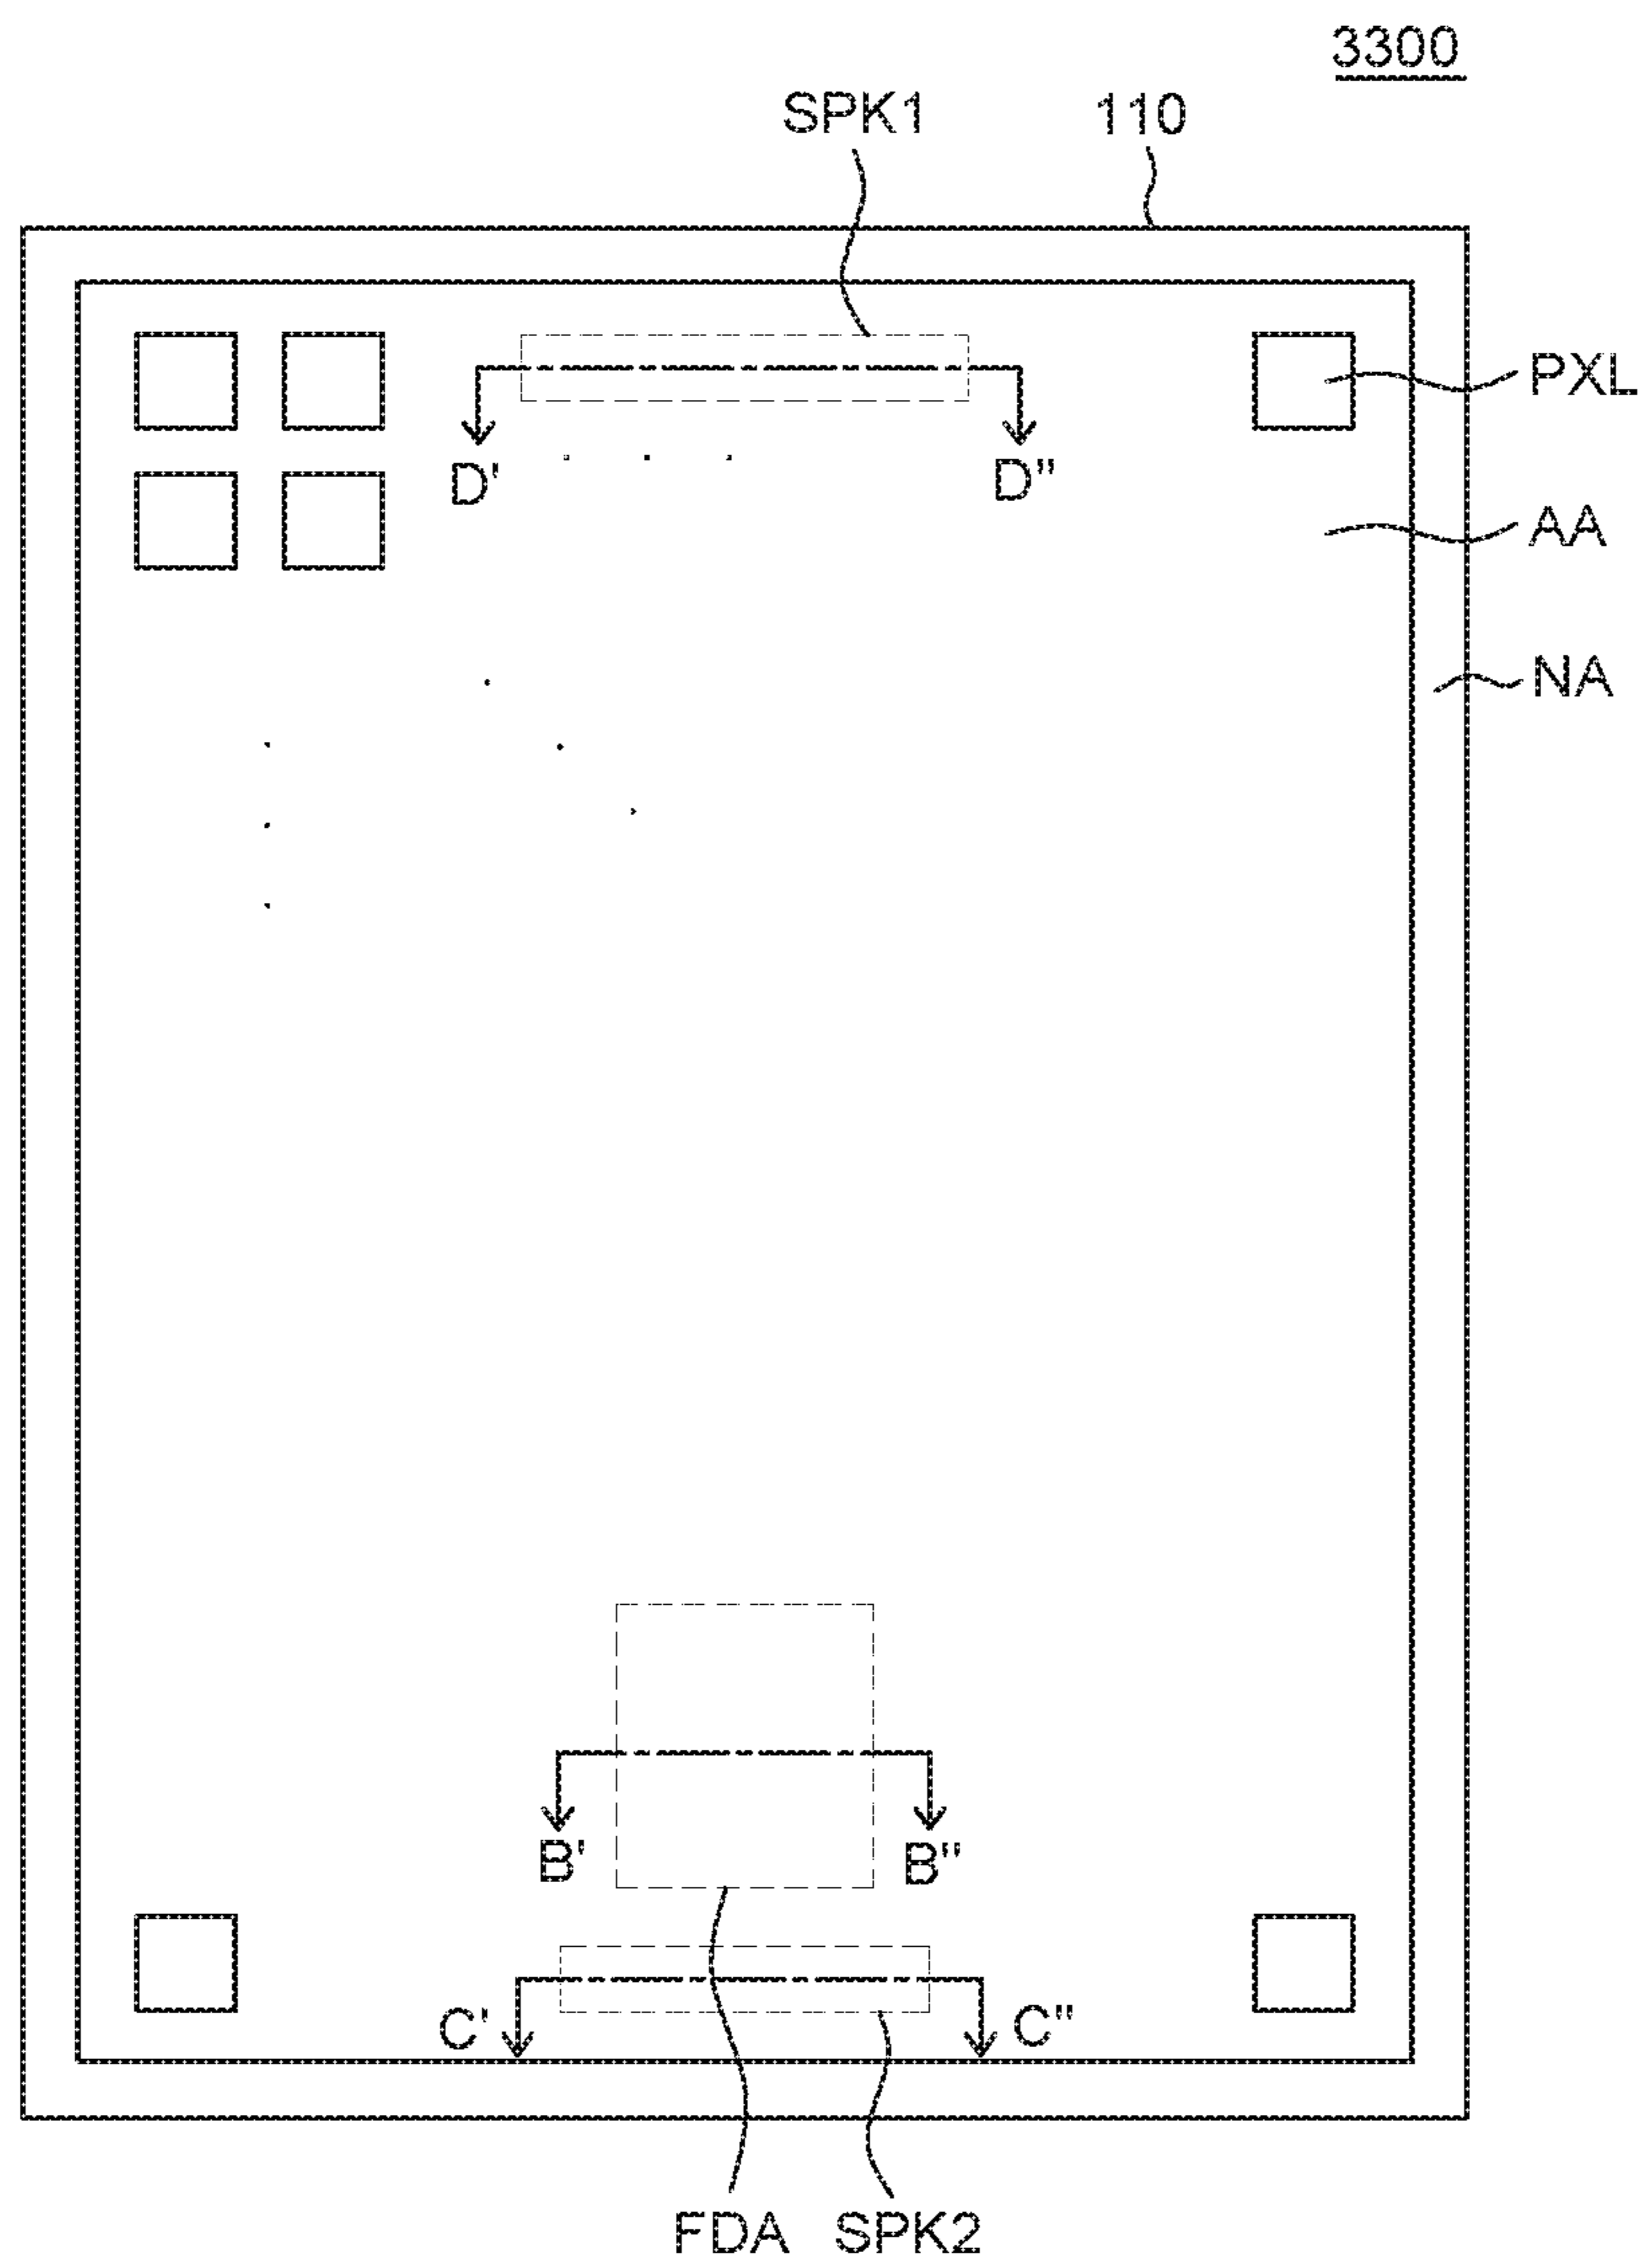 3300
SPK1
110
PXL
D'
D"
AA
NA
B'
B"
C'
C"
FDA
SPK2